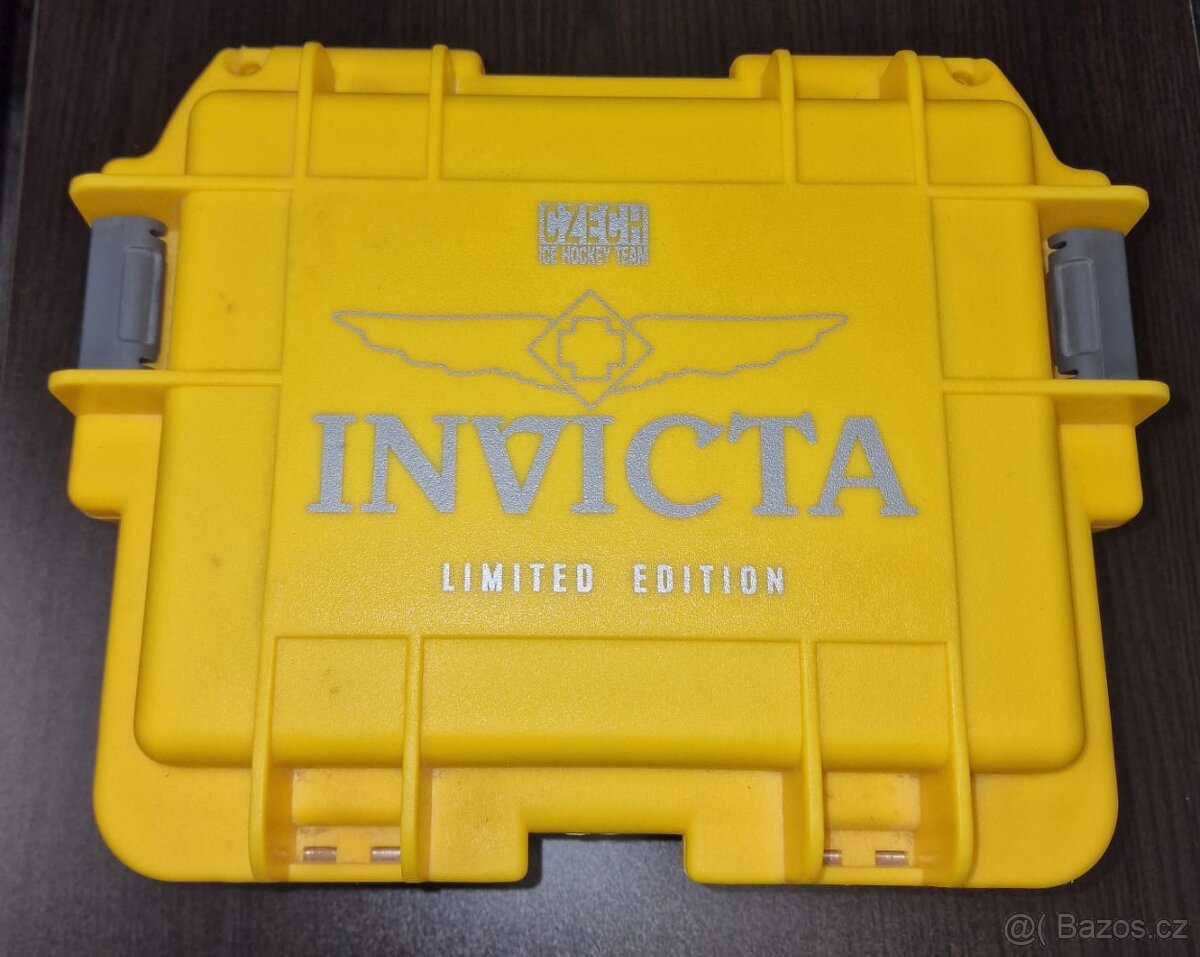 CZECH
ICE HOCKEY TEAM
INVICTA
LIMITED EDITION
@( Bazos.cz